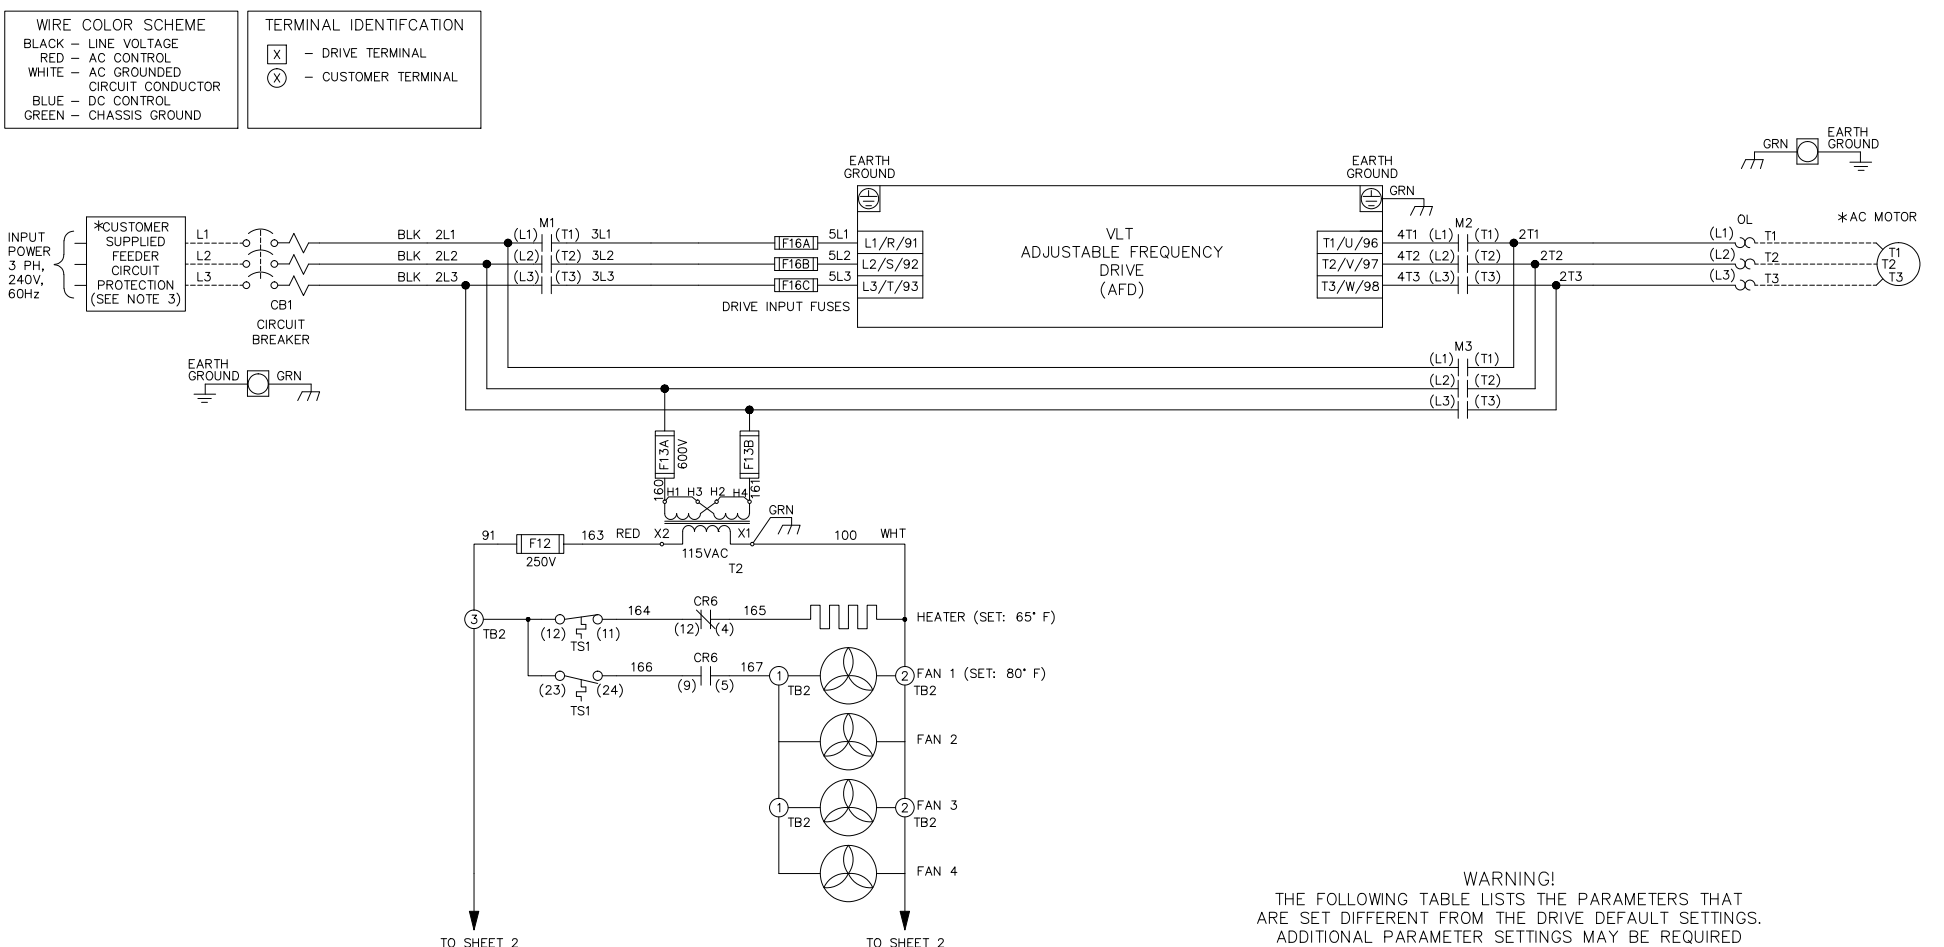 WIRE COLOR SCHEME
BLACK – LINE VOLTAGE
RED – AC CONTROL
WHITE – AC GROUNDED
CIRCUIT CONDUCTOR
BLUE – DC CONTROL
GREEN – CHASSIS GROUND
TERMINAL IDENTIFCATION
X – DRIVE TERMINAL
X – CUSTOMER TERMINAL
INPUT
POWER
3 PH,
240V,
60Hz
*CUSTOMER
SUPPLIED
FEEDER
CIRCUIT
PROTECTION
(SEE NOTE 3)
L1
L2
L3
CB1
CIRCUIT
BREAKER
EARTH
GROUND
GRN
BLK 2L1
BLK 2L2
BLK 2L3
M1
(L1) (T1) 3L1
(L2) (T2) 3L2
(L3) (T3) 3L3
F16A 5L1
F16B 5L2
F16C 5L3
DRIVE INPUT FUSES
EARTH
GROUND
L1/R/91
L2/S/92
L3/T/93
VLT
ADJUSTABLE FREQUENCY
DRIVE
(AFD)
EARTH
GROUND
GRN
T1/U/96
T2/V/97
T3/W/98
M2
4T1 (L1) (T1) 2T1
4T2 (L2) (T2) 2T2
4T3 (L3) (T3) 2T3
M3
(L1) (T1)
(L2) (T2)
(L3) (T3)
GRN
EARTH
GROUND
OL
(L1) T1
(L2) T2
(L3) T3
*AC MOTOR
T1
T2
T3
F13A
600V
F13B
160
161
H1 H3 H2 H4
GRN
91 F12 163 RED X2 X1 100 WHT
250V
115VAC
T2
3
TB2
(12) (11)
TS1
164
CR6
(12) (4)
165
HEATER (SET: 65° F)
(23) (24)
TS1
166
CR6
(9) (5)
167
1
TB2
2
TB2
FAN 1 (SET: 80° F)
FAN 2
1
TB2
2
TB2
FAN 3
FAN 4
TO SHEET 2
TO SHEET 2
WARNING!
THE FOLLOWING TABLE LISTS THE PARAMETERS THAT
ARE SET DIFFERENT FROM THE DRIVE DEFAULT SETTINGS.
ADDITIONAL PARAMETER SETTINGS MAY BE REQUIRED